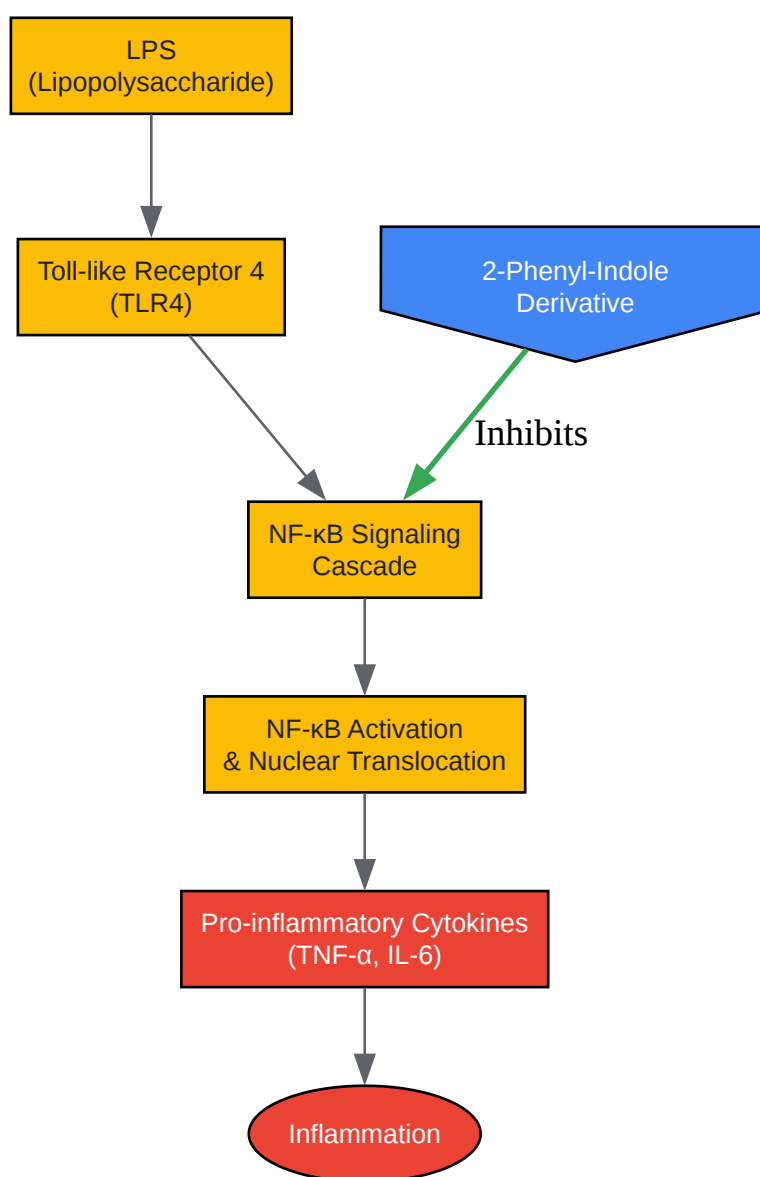 LPS
(Lipopolysaccharide)
Toll-like Receptor 4
(TLR4)
2-Phenyl-Indole
Derivative
Inhibits
NF-κB Signaling
Cascade
NF-κB Activation
& Nuclear Translocation
Pro-inflammatory Cytokines
(TNF-α, IL-6)
Inflammation